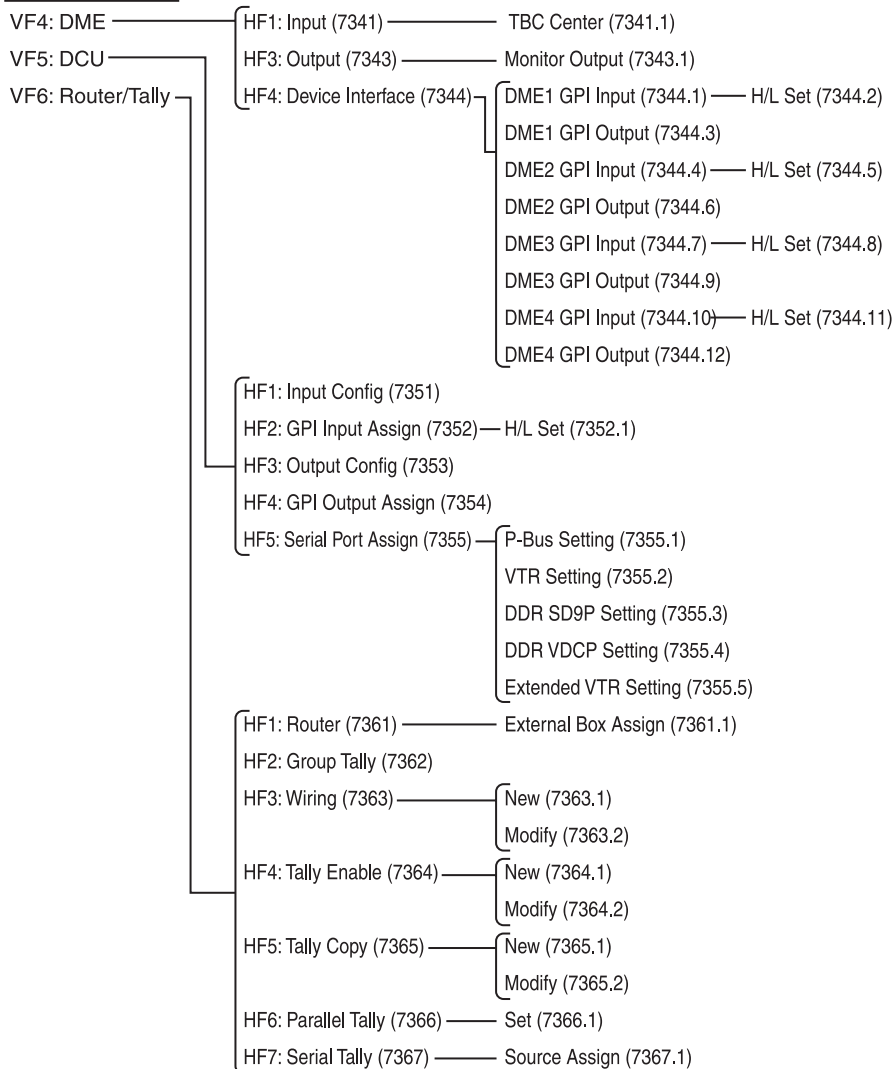 VF4: DME HF1: Input (7341) TBC Center (7341.1)
VF5: DCU HF3: Output (7343) Monitor Output (7343.1)
VF6: Router/Tally HF4: Device Interface (7344) DME1 GPI Input (7344.1) H/L Set (7344.2)
DME1 GPI Output (7344.3)
DME2 GPI Input (7344.4) H/L Set (7344.5)
DME2 GPI Output (7344.6)
DME3 GPI Input (7344.7) H/L Set (7344.8)
DME3 GPI Output (7344.9)
DME4 GPI Input (7344.10) H/L Set (7344.11)
DME4 GPI Output (7344.12)
HF1: Input Config (7351)
HF2: GPI Input Assign (7352) H/L Set (7352.1)
HF3: Output Config (7353)
HF4: GPI Output Assign (7354)
HF5: Serial Port Assign (7355) P-Bus Setting (7355.1)
VTR Setting (7355.2)
DDR SD9P Setting (7355.3)
DDR VDCP Setting (7355.4)
Extended VTR Setting (7355.5)
HF1: Router (7361) External Box Assign (7361.1)
HF2: Group Tally (7362)
HF3: Wiring (7363) New (7363.1)
Modify (7363.2)
HF4: Tally Enable (7364) New (7364.1)
Modify (7364.2)
HF5: Tally Copy (7365) New (7365.1)
Modify (7365.2)
HF6: Parallel Tally (7366) Set (7366.1)
HF7: Serial Tally (7367) Source Assign (7367.1)